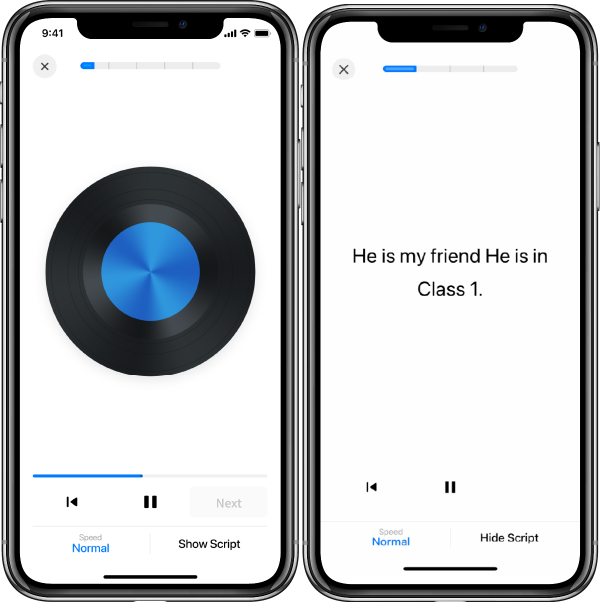 9:41
Next
Speed
Normal
Show Script
He is my friend He is in
Class 1.
Speed
Normal
Hide Script